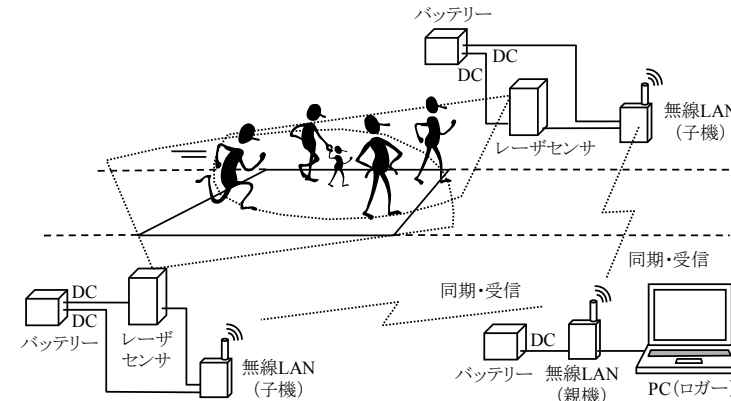 バッテリー
DC
DC
レーザセンサ
無線LAN
(子機)
同期・受信
同期・受信
DC
DC
バッテリー
レーザ
センサ
無線LAN
(子機)
DC
バッテリー
無線LAN
(親機)
PC(ロガー)